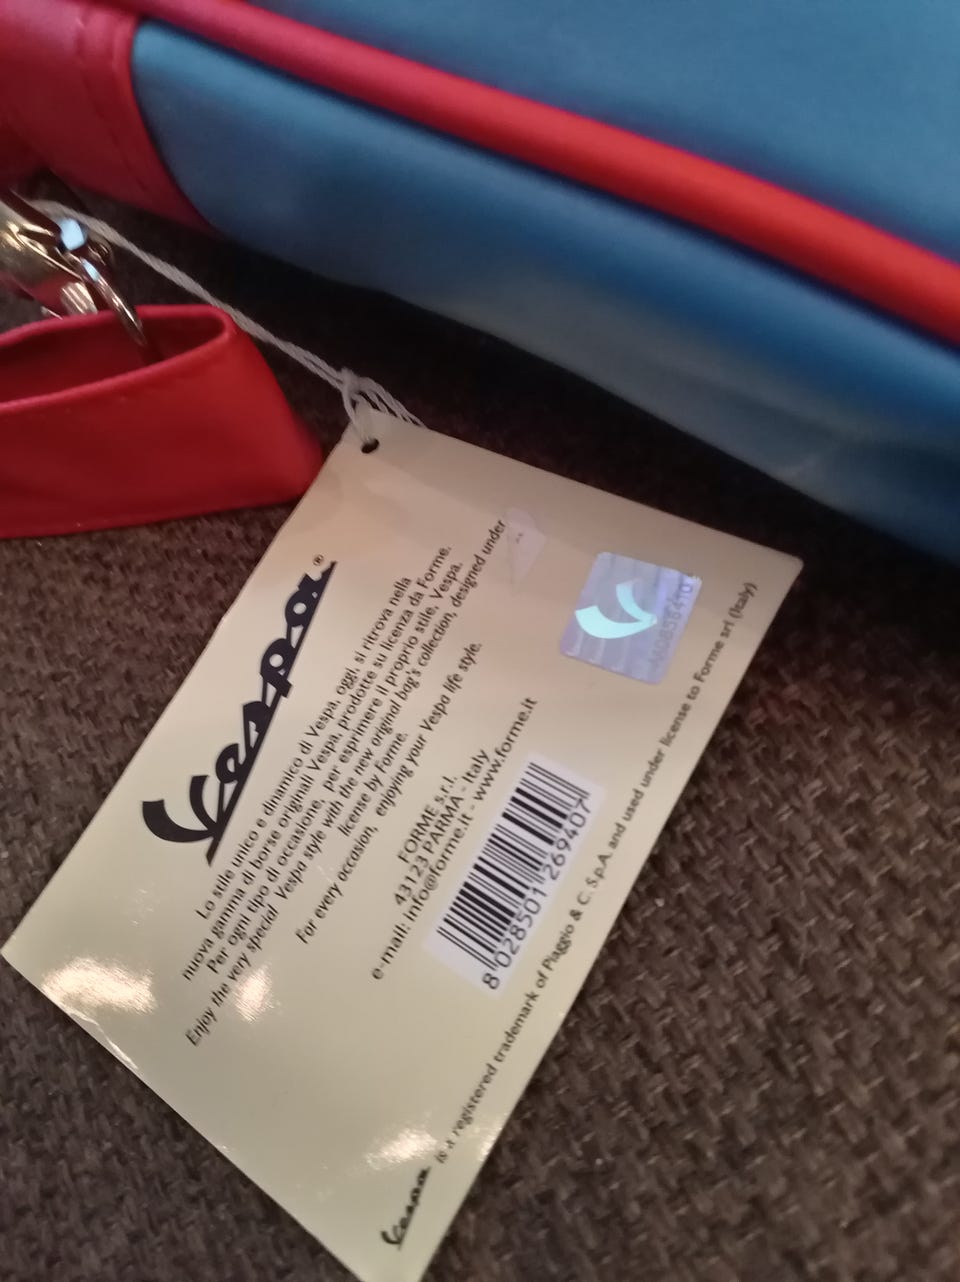 Vespa®
Lo stile unico e dinamico di Vespa, oggi, si ritrova nella
nuova gamma di borse originali Vespa, prodotte su licenza da Forme.
Per ogni tipo di occasione, per esprimere il proprio stile, Vespa.
Enjoy the very special Vespa style with the new original bag's collection, designed under
license by Forme.
For every occasion, enjoying your Vespa life style.
FORME s.r.l.
43123 PARMA - Italy
e-mail: info@forme.it - www.forme.it
8 028501 269407
Vespa is a registered trademark of Piaggio & C. S.p.A and used under license to Forme srl (Italy)